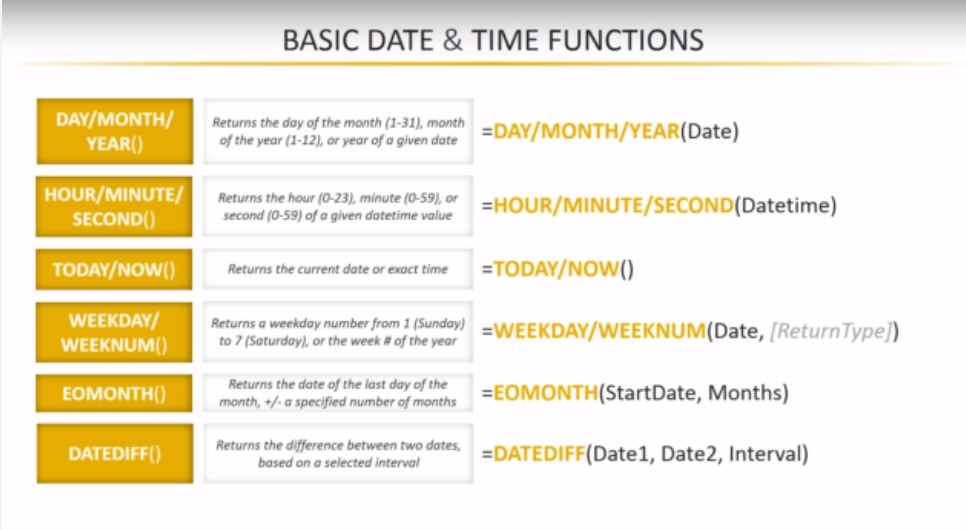 BASIC DATE & TIME FUNCTIONS
DAY/MONTH/
YEAR()
Returns the day of the month (1-31), month
of the year (1-12), or year of a given date
=DAY/MONTH/YEAR(Date)
HOUR/MINUTE/
SECOND()
Returns the hour (0-23), minute (0-59), or
second (0-59) of a given datetime value
=HOUR/MINUTE/SECOND(Datetime)
TODAY/NOW()
Returns the current date or exact time
=TODAY/NOW()
WEEKDAY/
WEEKNUM()
Returns a weekday number from 1 (Sunday)
to 7 (Saturday), or the week # of the year
=WEEKDAY/WEEKNUM(Date, [ReturnType])
EOMONTH()
Returns the date of the last day of the
month, +/- a specified number of months
=EOMONTH(StartDate, Months)
DATEDIFF()
Returns the difference between two dates,
based on a selected interval
=DATEDIFF(Date1, Date2, Interval)